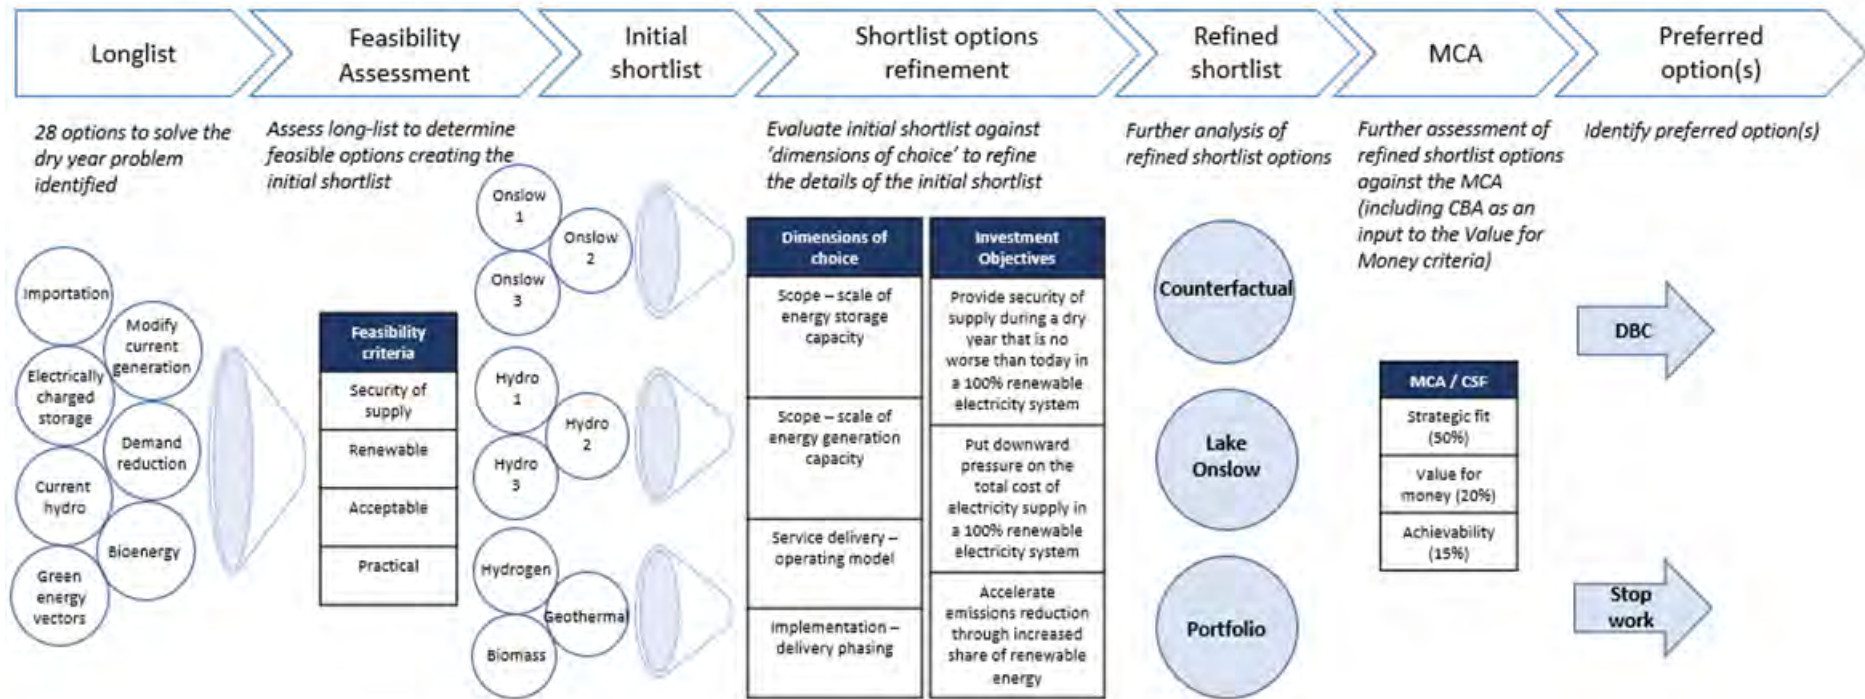 Longlist
Feasibility
Assessment
Initial
shortlist
Shortlist options
refinement
Refined
shortlist
MCA
Preferred
option(s)
28 options to solve the
dry year problem
identified
Assess long-list to determine
feasible options creating the
initial shortlist
Evaluate initial shortlist against
'dimensions of choice' to refine
the details of the initial shortlist
Further analysis of
refined shortlist options
Further assessment of
refined shortlist options
against the MCA
(including CBA as an
input to the Value for
Money criteria)
Identify preferred option(s)
Importation
Modify
current
generation
Electrically
charged
storage
Demand
reduction
Current
hydro
Bioenergy
Green
energy
vectors
Feasibility
criteria
Security of
supply
Renewable
Acceptable
Practical
Onslow
1
Onslow
2
Onslow
3
Hydro
1
Hydro
2
Hydro
3
Hydrogen
Geothermal
Biomass
Dimensions of
choice
Scope – scale of
energy storage
capacity
Scope – scale of
energy generation
capacity
Service delivery –
operating model
Implementation –
delivery phasing
Investment
Objectives
Provide security of
supply during a dry
year that is no
worse than today in
a 100% renewable
electricity system
Put downward
pressure on the
total cost of
electricity supply in
a 100% renewable
electricity system
Accelerate
emissions reduction
through increased
share of renewable
energy
Counterfactual
Lake
Onslow
Portfolio
MCA / CSF
Strategic fit
(50%)
Value for
money (20%)
Achievability
(15%)
DBC
Stop
work